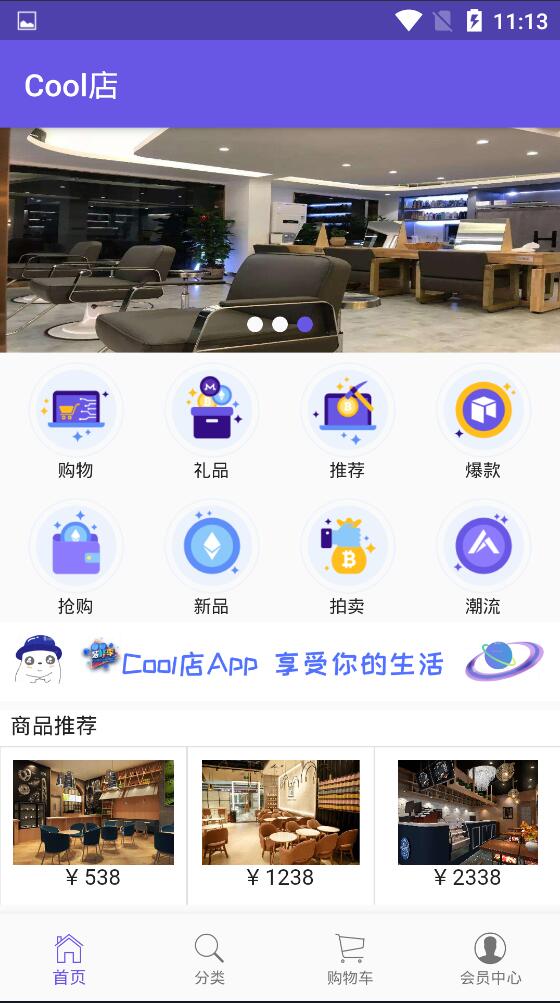 11:13
Cool店
购物
礼品
推荐
爆款
抢购
新品
拍卖
潮流
Cool店App 享受你的生活
商品推荐
¥ 538
¥ 1238
¥ 2338
首页
分类
购物车
会员中心